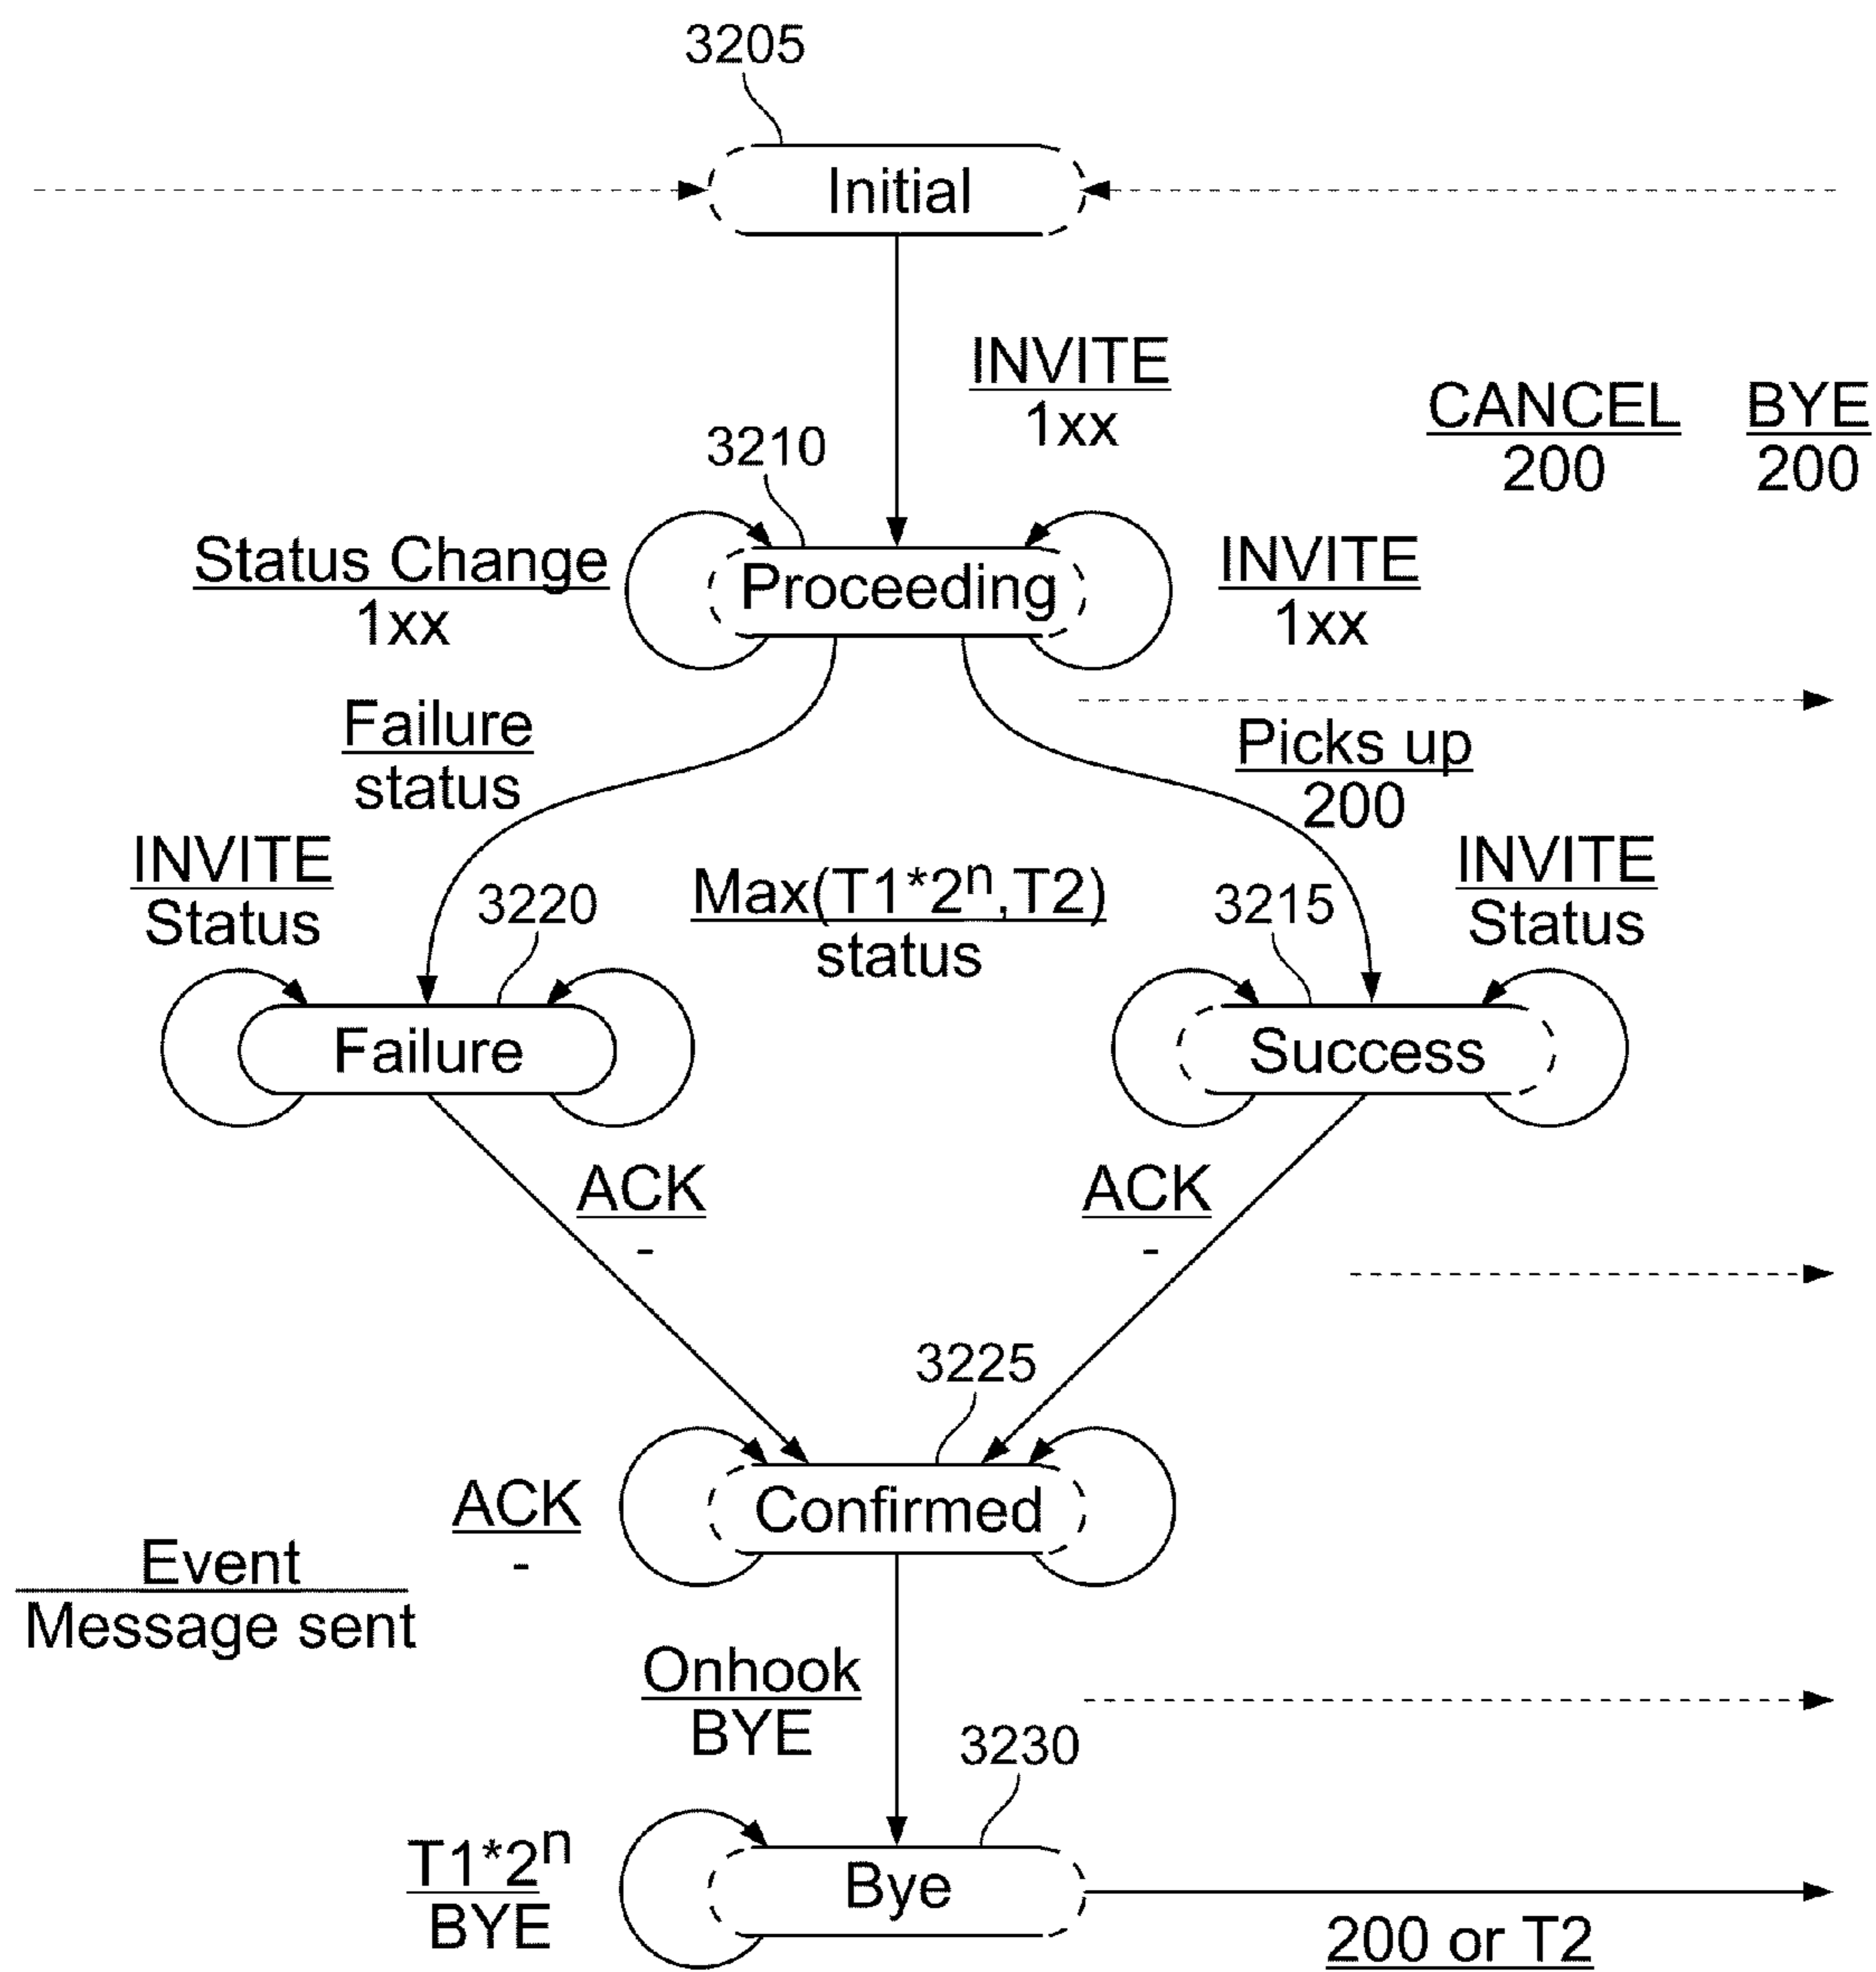 3205
Initial
INVITE
1xx
CANCEL
200
BYE
200
3210
Status Change
1xx
Proceeding
INVITE
1xx
Failure
status
Picks up
200
INVITE
Status
3220
Max(T1*2ⁿ,T2)
status
3215
INVITE
Status
Failure
Success
ACK
-
ACK
-
3225
ACK
-
Confirmed
Event
Message sent
Onhook
BYE
3230
T1*2ⁿ
BYE
Bye
200 or T2